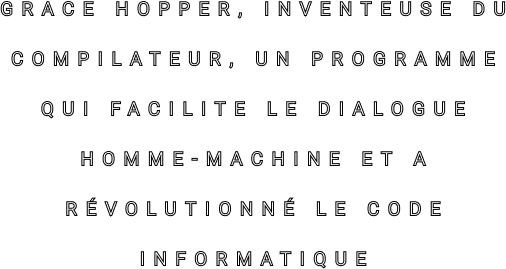 GRACE HOPPER, INVENTEUSE DU
COMPILATEUR, UN PROGRAMME
QUI FACILITE LE DIALOGUE
HOMME-MACHINE ET A
RÉVOLUTIONNÉ LE CODE
INFORMATIQUE